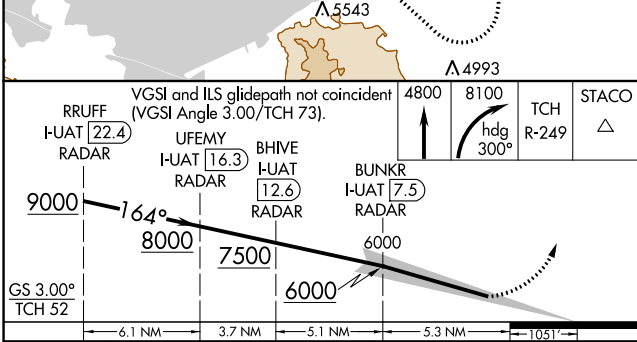 5543
4993
VGSI and ILS glidepath not coincident
(VGSI Angle 3.00/TCH 73).
4800
8100
hdg
300°
TCH
R-249
STACO
RRUFF
I-UAT 22.4
RADAR
UFEMY
I-UAT 16.3
RADAR
BHIVE
I-UAT
12.6
RADAR
BUNKR
I-UAT 7.5
RADAR
9000
164°
8000
7500
6000
6000
GS 3.00°
TCH 52
6.1 NM
3.7 NM
5.1 NM
5.3 NM
1051'